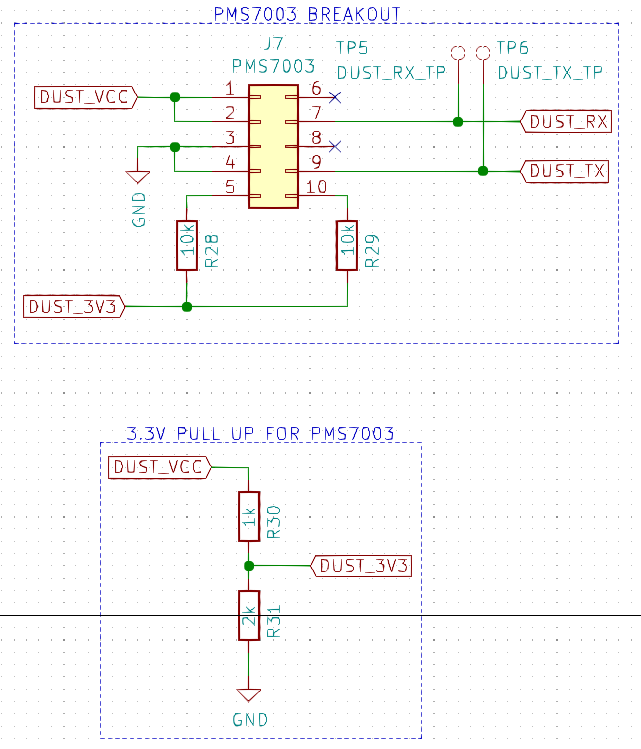 PMS7003 BREAKOUT
J7
PMS7003
TP5
DUST_RX_TP
TP6
DUST_TX_TP
DUST_VCC
1
2
3
4
5
6
7
8
9
10
DUST_RX
DUST_TX
GND
10k
R28
10k
R29
DUST_3V3
3.3V PULL UP FOR PMS7003
DUST_VCC
1k
R30
DUST_3V3
2k
R31
GND